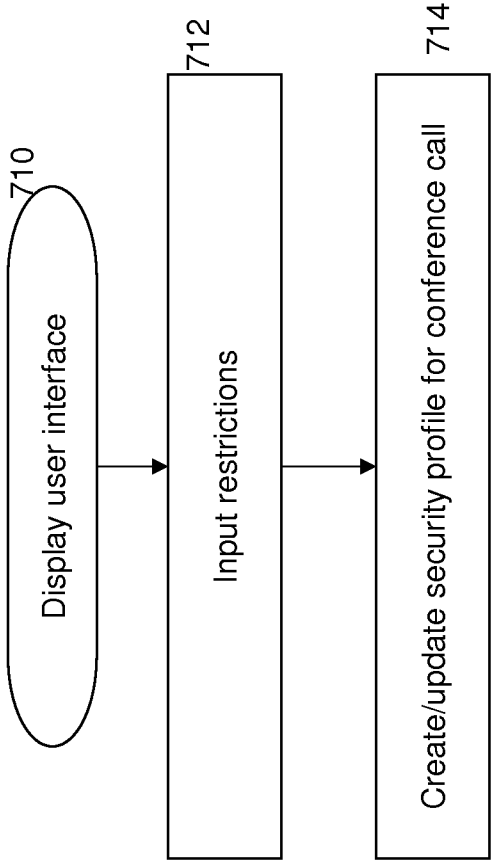 710
Display user interface
712
Input restrictions
714
Create/update security profile for conference call